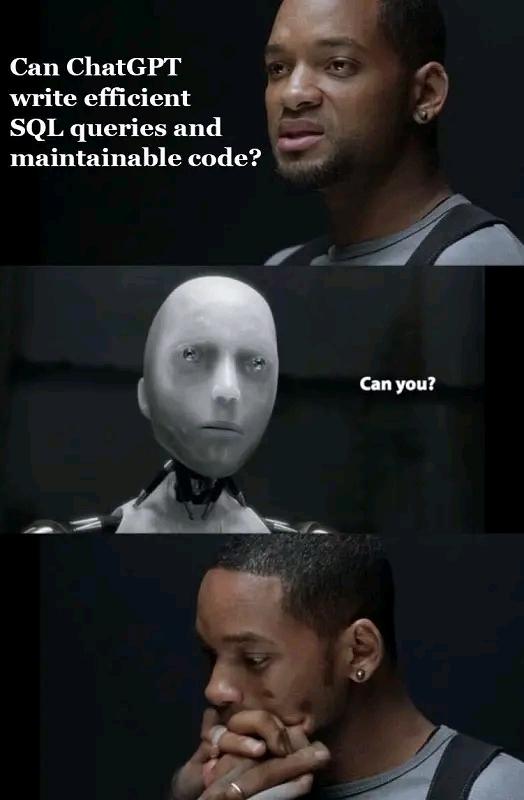 Can ChatGPT
write efficient
SQL queries and
maintainable code?
Can you?